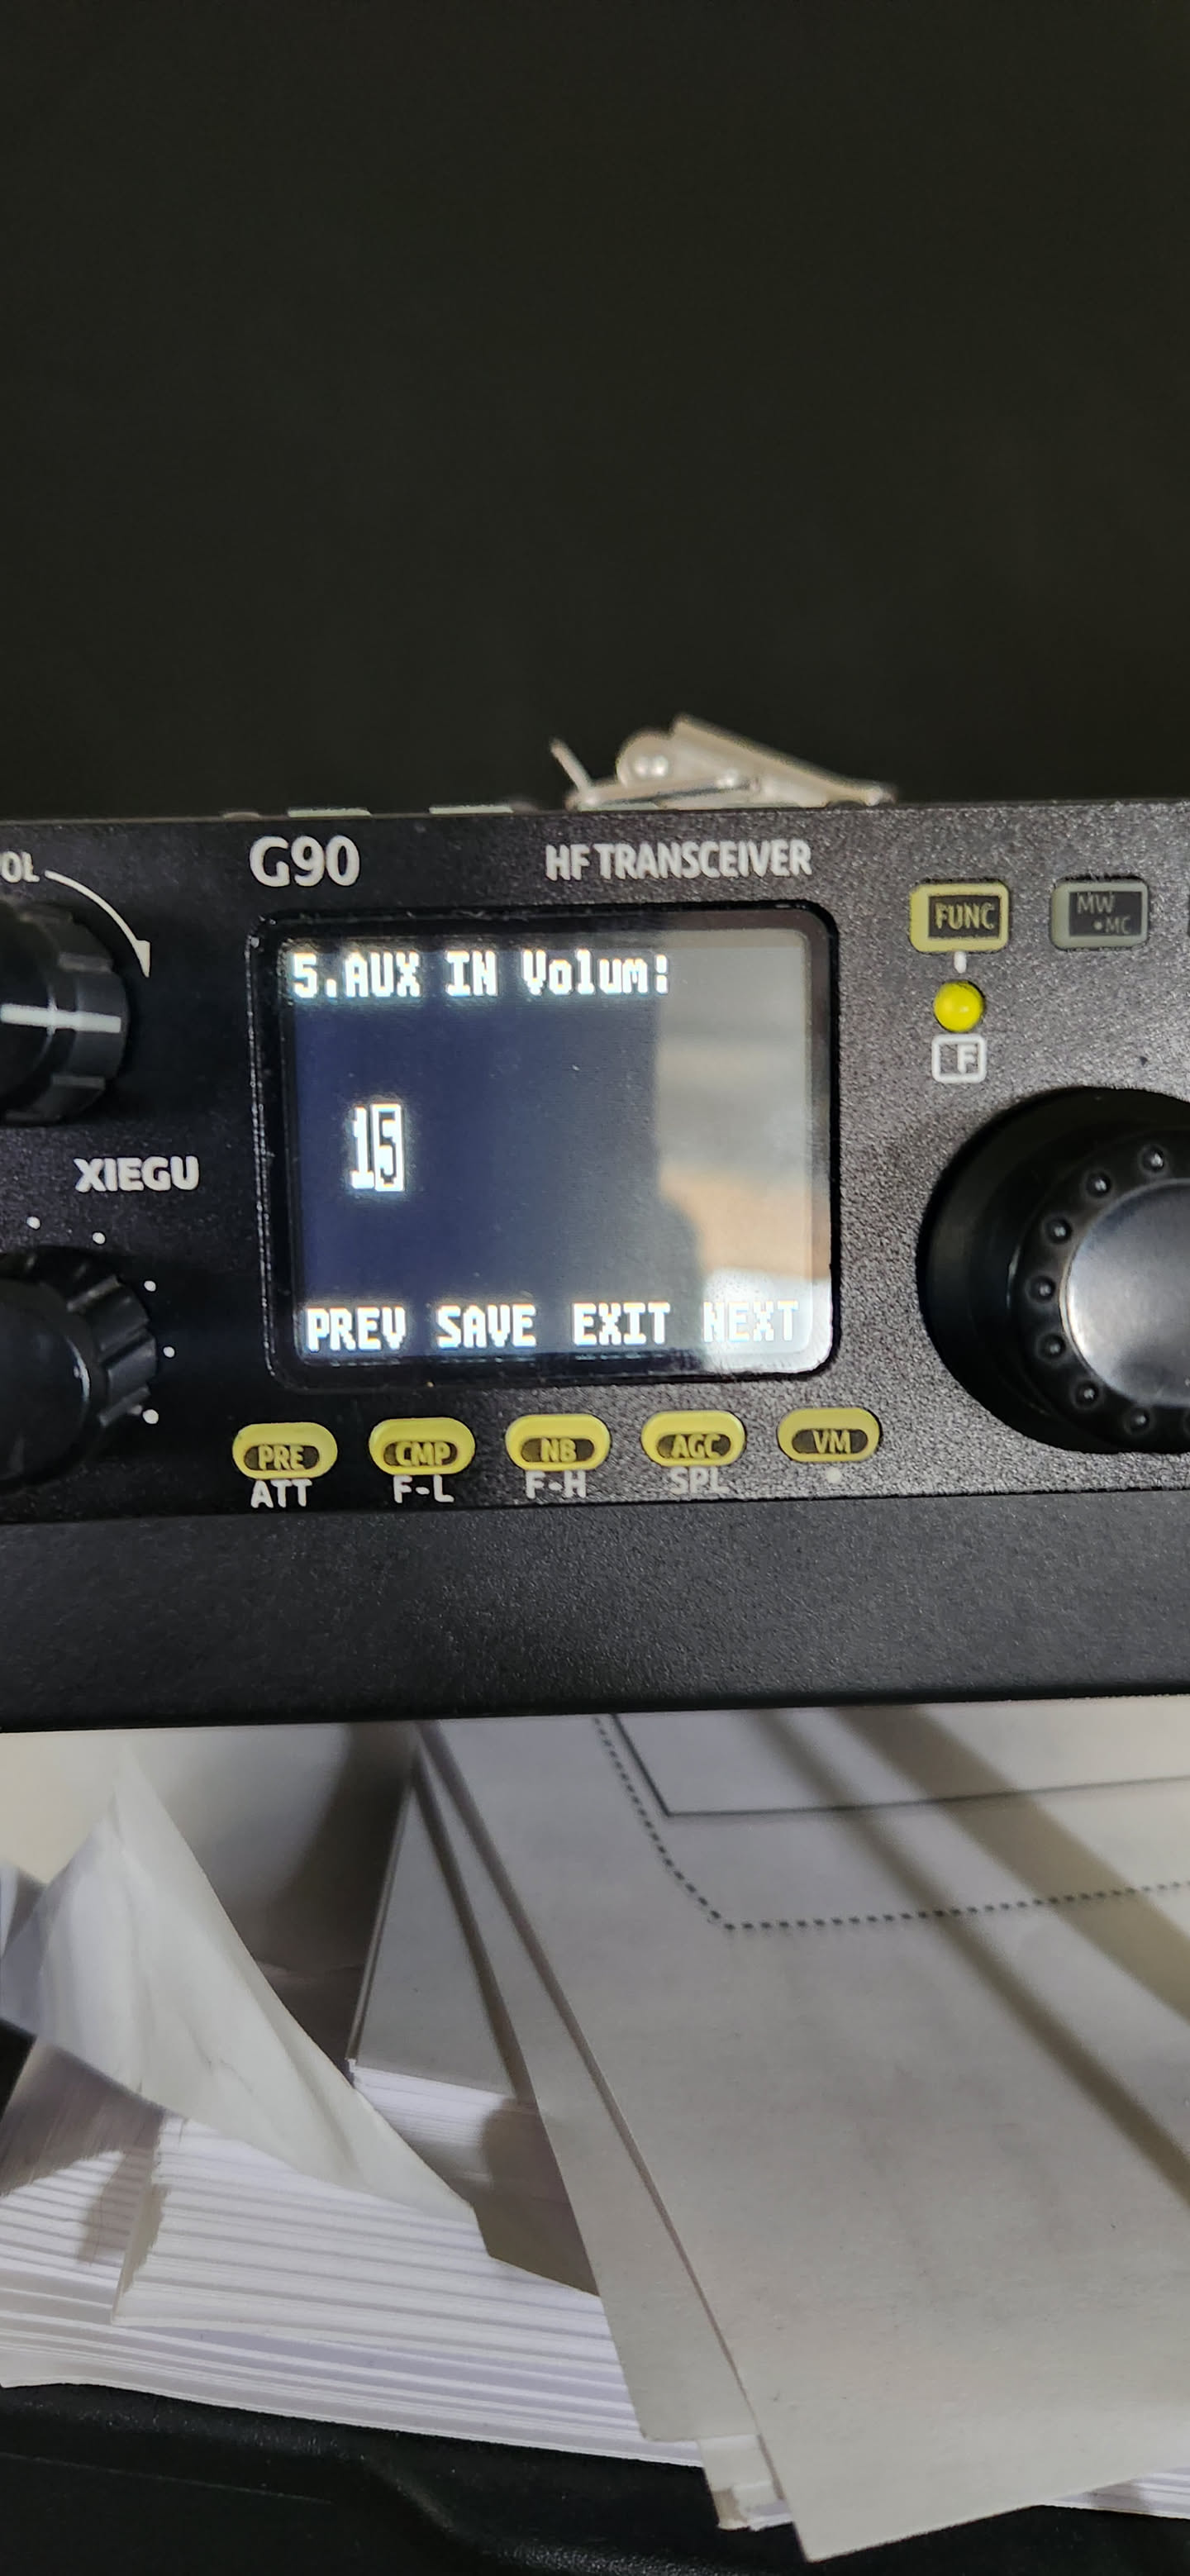 OL
G90
HF TRANSCEIVER
FUNC
MW
•MC
5.AUX IN Volum:
F
15
XIEGU
PREV SAVE EXIT NEXT
PRE CMP NB AGC VM
ATT F-L F-H SPL